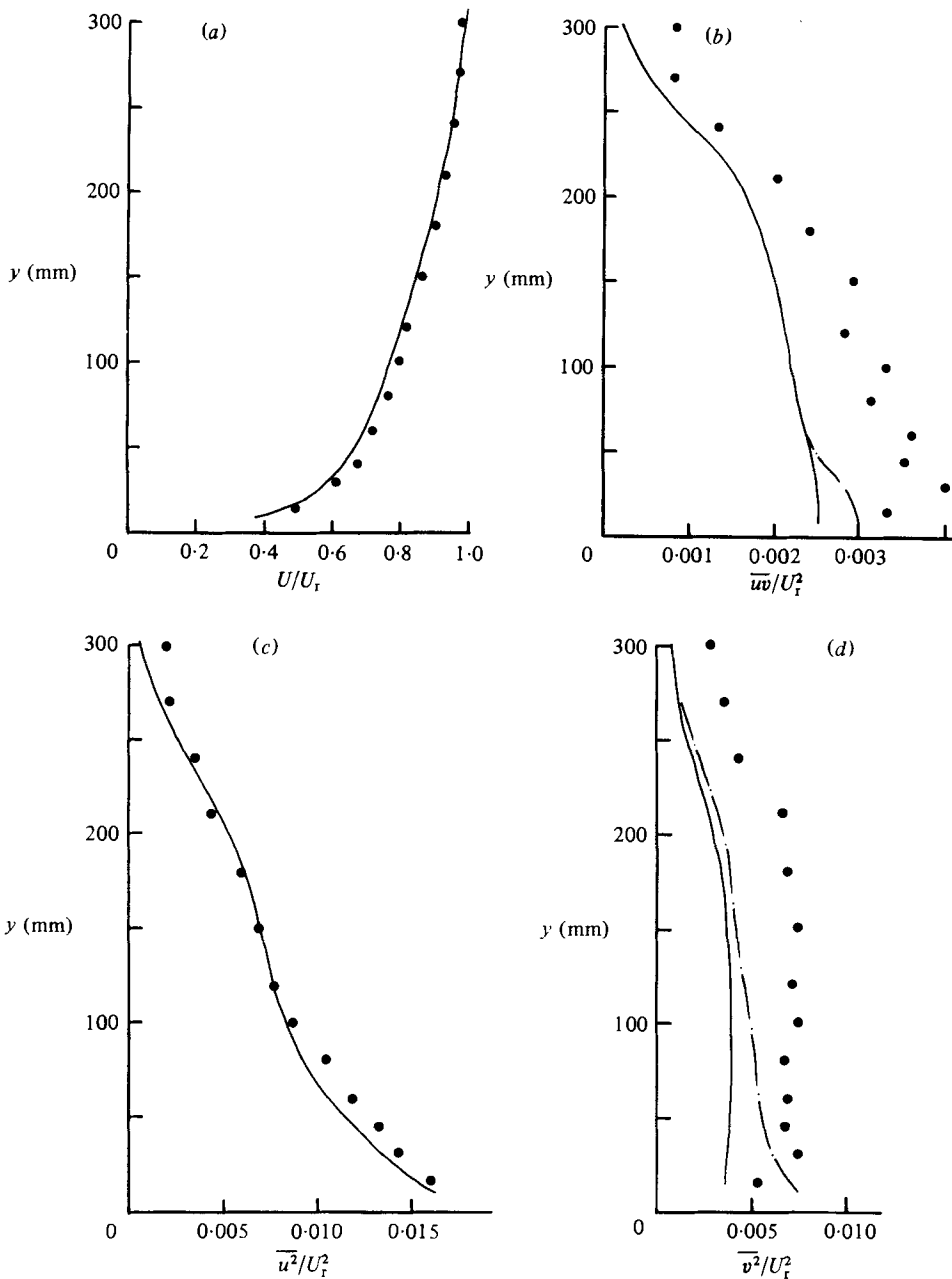 (a)
300
200
y (mm)
100
0
0·2 0·4 0·6 0·8 1·0
U/U_r
(b)
300
200
y (mm)
100
0
0·001 0·002 0·003
\overline{uv}/U_r^2
(c)
300
200
y (mm)
100
0
0·005 0·010 0·015
\overline{u^2}/U_r^2
(d)
300
200
y (mm)
100
0
0·005 0·010
\overline{v^2}/U_r^2